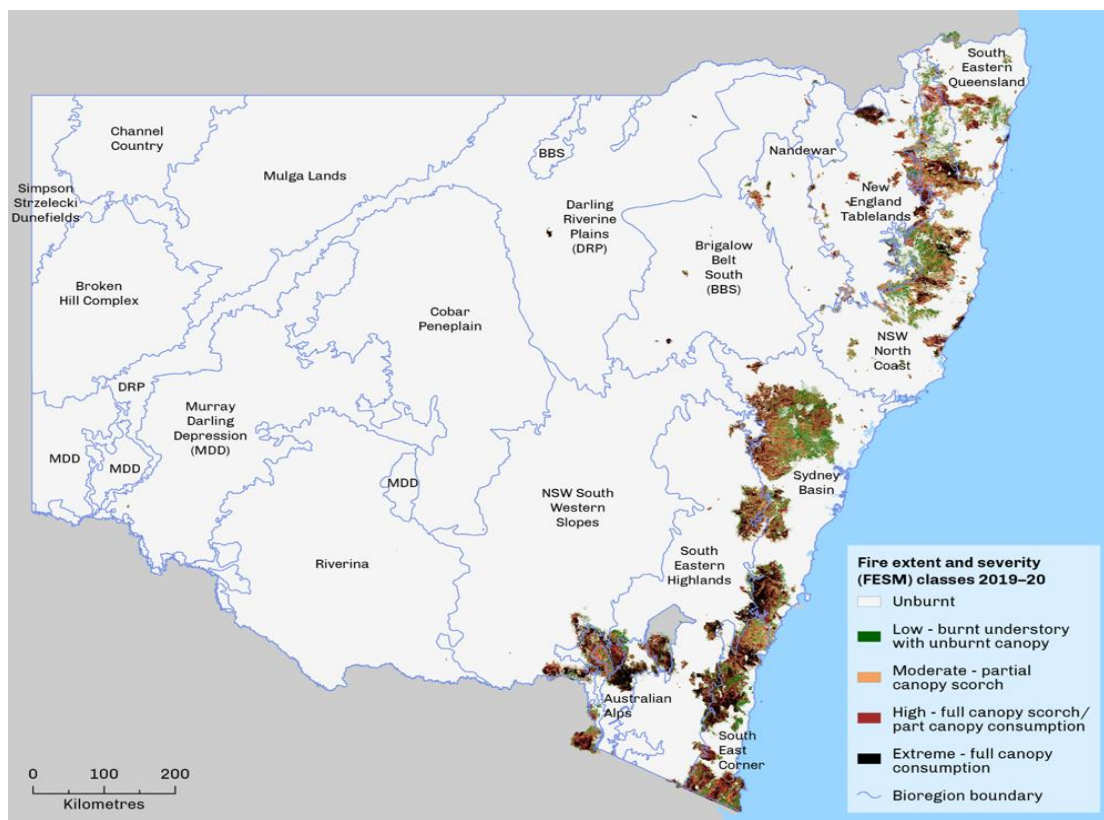 South
Eastern
Queensland
Channel
Country
BBS
Nandewar
Mulga Lands
Simpson
Strzelecki
Dunefields
New
England
Tablelands
Darling
Riverine
Plains
(DRP)
Brigalow
Belt
South
(BBS)
Broken
Hill Complex
Cobar
Peneplain
NSW
North
Coast
DRP
Murray
Darling
Depression
(MDD)
MDD
MDD
MDD
Sydney
Basin
NSW South
Western
Slopes
Riverina
South
Eastern
Highlands
Australian
Alps
South
East
Corner
Fire extent and severity
(FESM) classes 2019–20
Unburnt
Low - burnt understory
with unburnt canopy
Moderate - partial
canopy scorch
High - full canopy scorch/
part canopy consumption
Extreme - full canopy
consumption
Bioregion boundary
0 100 200
Kilometres